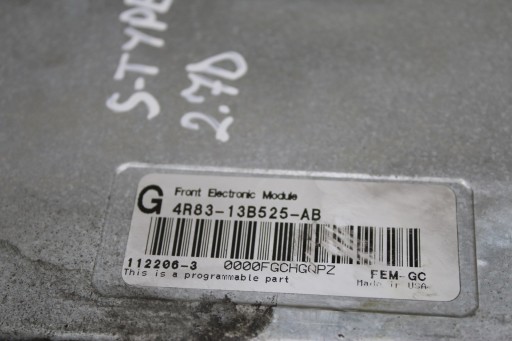 S-TYPE
2.7D
G
Front Electronic Module
4R83-13B525-AB
112206-3 0000FGCHGQPZ FEM-GC
This is a programmable part Made in USA